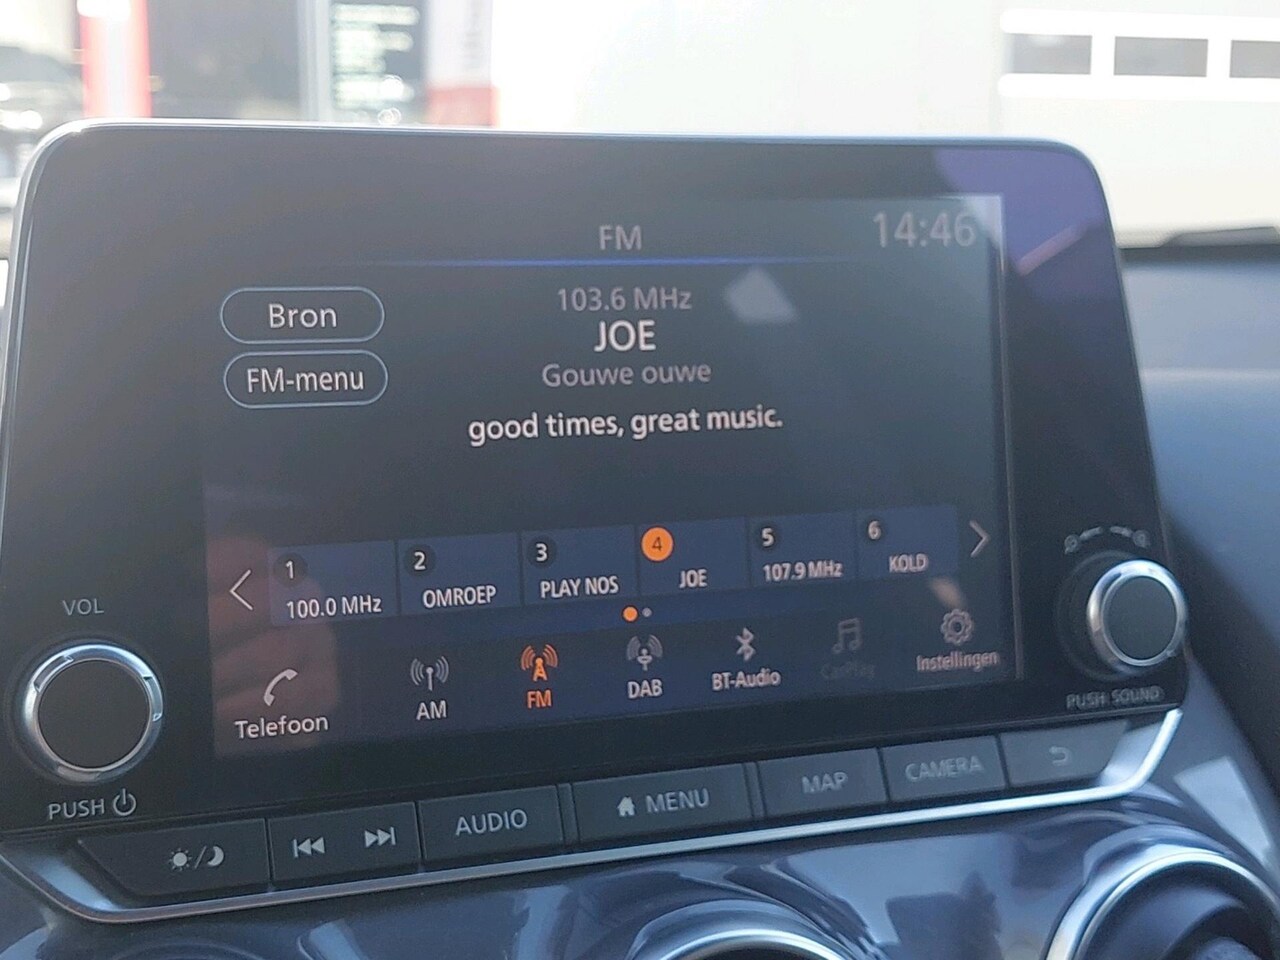 FM
14:46
Bron
103.6 MHz
JOE
FM-menu
Gouwe ouwe
good times, great music.
1
100.0 MHz
2
OMROEP
3
PLAY NOS
4
JOE
5
107.9 MHz
6
KOLD
VOL
Telefoon
AM
FM
DAB
BT-Audio
CarPlay
Instellingen
PUSH
PUSH SOUND
AUDIO
MENU
MAP
CAMERA